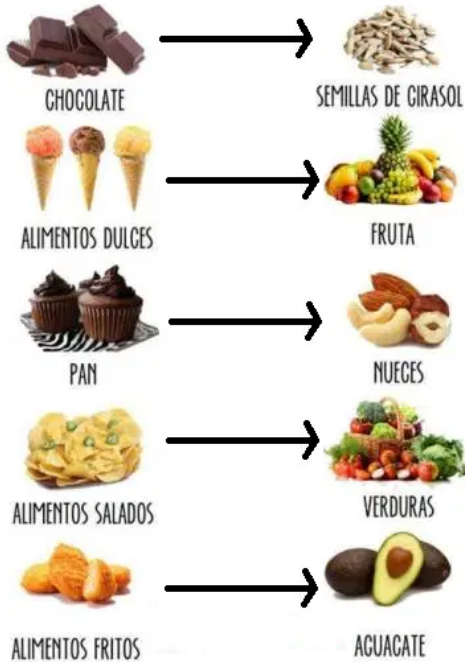 CHOCOLATE
SEMILLAS DE GIRASOL
ALIMENTOS DULCES
FRUTA
PAN
NUECES
ALIMENTOS SALADOS
VERDURAS
ALIMENTOS FRITOS
AGUACATE